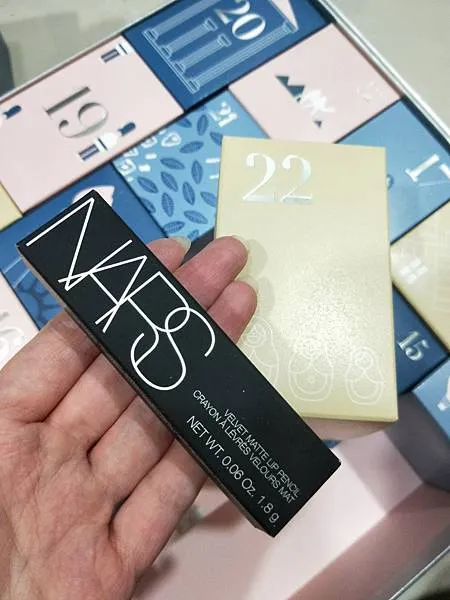 20
19
21
17
22
15
NARS
VELVET MATTE LIP PENCIL
CRAYON À LÈVRES VELOURS MAT
NET WT. 0.06 Oz. 1.8 g